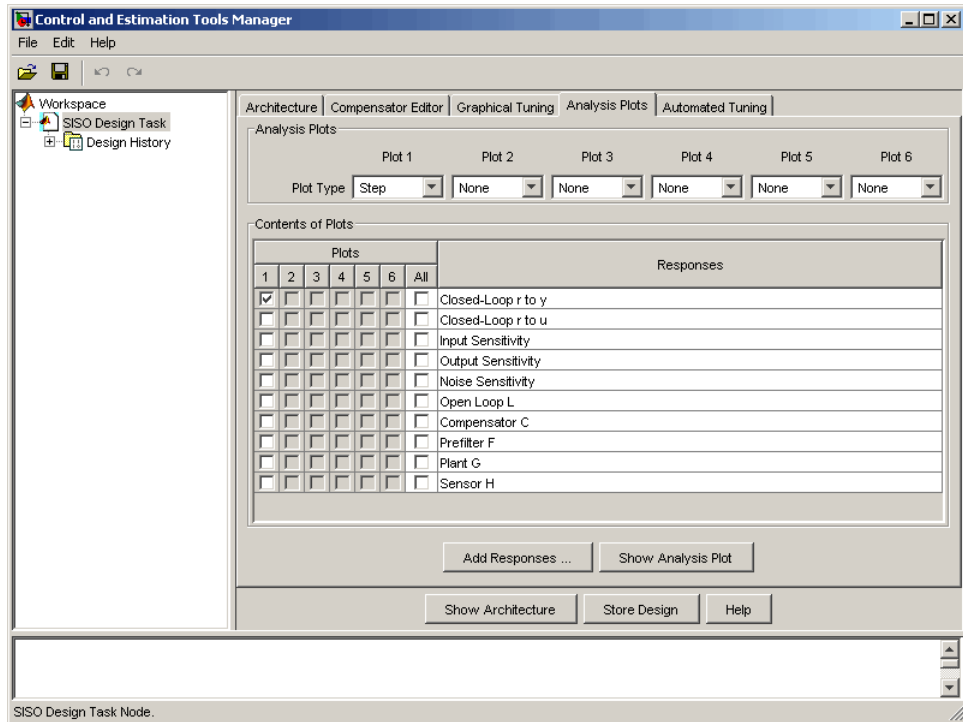 Control and Estimation Tools Manager
File Edit Help
Workspace
SISO Design Task
Design History
Architecture Compensator Editor Graphical Tuning Analysis Plots Automated Tuning
Analysis Plots
Plot 1 Plot 2 Plot 3 Plot 4 Plot 5 Plot 6
Plot Type Step None None None None None
Contents of Plots
Plots
Responses
1 2 3 4 5 6 All
Closed-Loop r to y
Closed-Loop r to u
Input Sensitivity
Output Sensitivity
Noise Sensitivity
Open Loop L
Compensator C
Prefilter F
Plant G
Sensor H
Add Responses ... Show Analysis Plot
Show Architecture Store Design Help
SISO Design Task Node.